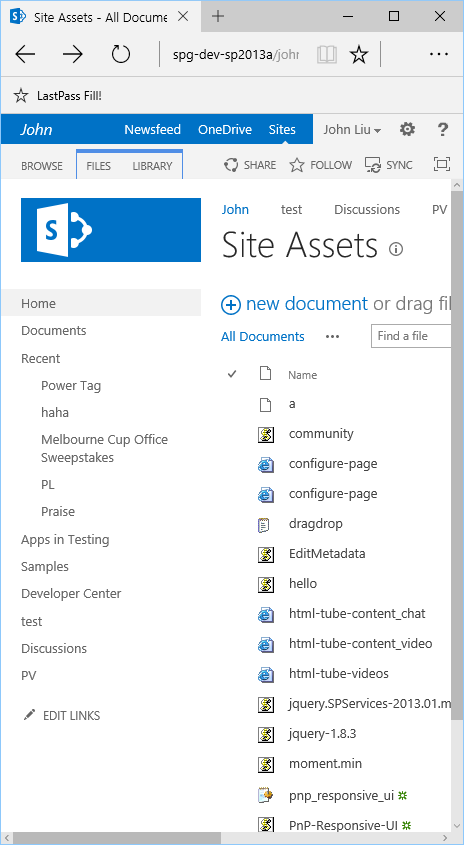 Site Assets - All Docume
spg-dev-sp2013a/john
LastPass Fill!
John
Newsfeed
OneDrive
Sites
John Liu
?
BROWSE
FILES
LIBRARY
SHARE
FOLLOW
SYNC
S
John
test
Discussions
PV
Site Assets
Home
Documents
Recent
Power Tag
haha
Melbourne Cup Office
Sweepstakes
PL
Praise
Apps in Testing
Samples
Developer Center
test
Discussions
PV
EDIT LINKS
new document or drag fil
All Documents
Find a file
Name
a
community
configure-page
configure-page
dragdrop
EditMetadata
hello
html-tube-content_chat
html-tube-content_video
html-tube-videos
jquery.SPServices-2013.01.m
jquery-1.8.3
moment.min
pnp_responsive_ui
PnP-Responsive-UI